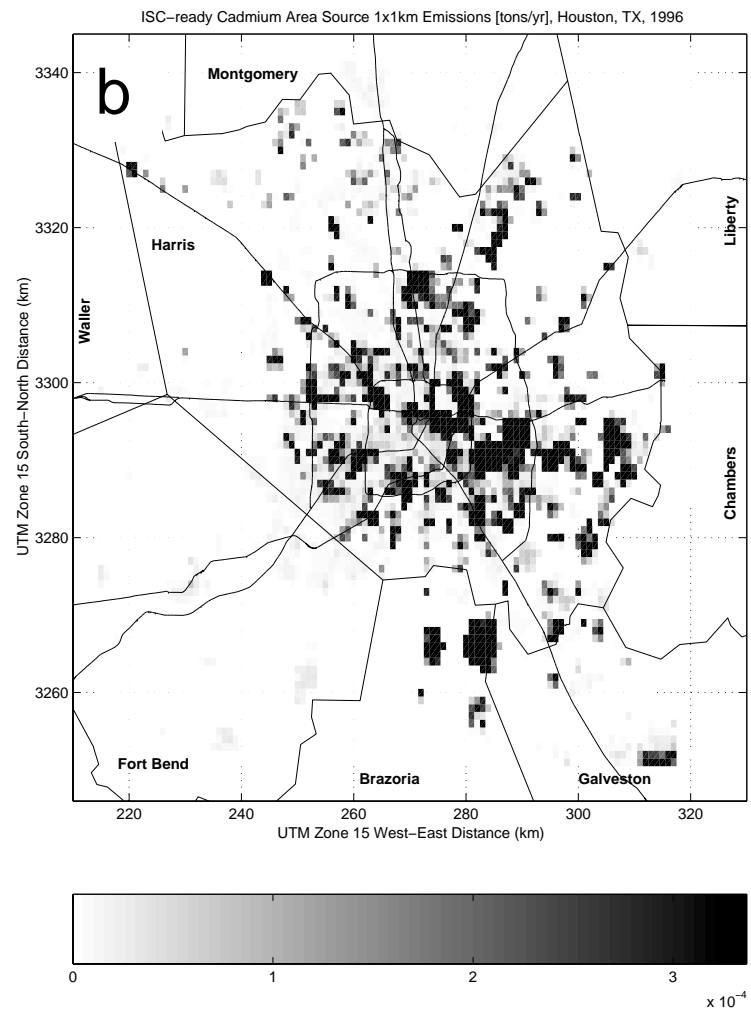 ISC−ready Cadmium Area Source 1x1km Emissions [tons/yr], Houston, TX, 1996
b
Montgomery
3340
Liberty
3320
Harris
Waller
UTM Zone 15 South−North Distance (km)
3300
Chambers
3280
3260
Fort Bend
Brazoria
Galveston
220 240 260 280 300 320
UTM Zone 15 West−East Distance (km)
0 1 2 3
x 10⁻⁴